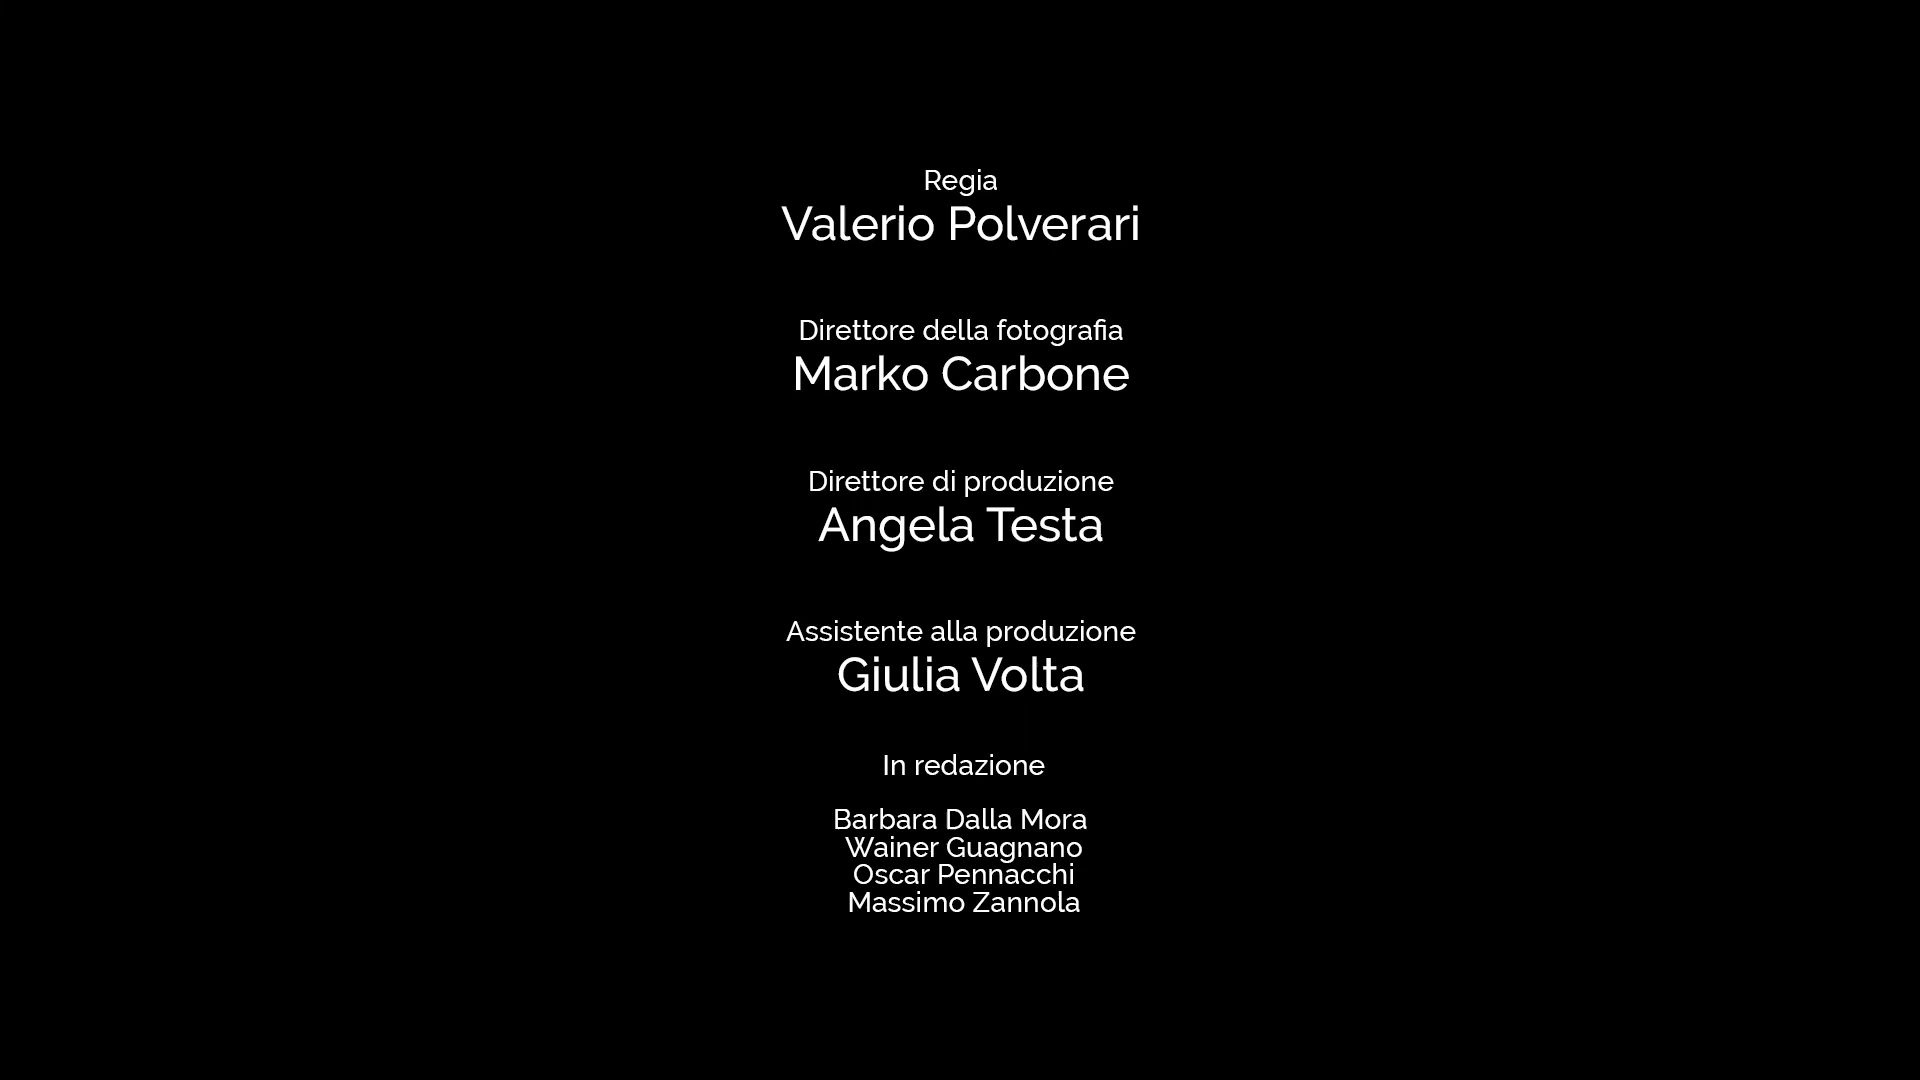 Regia
Valerio Polverari
Direttore della fotografia
Marko Carbone
Direttore di produzione
Angela Testa
Assistente alla produzione
Giulia Volta
In redazione
Barbara Dalla Mora
Wainer Guagnano
Oscar Pennacchi
Massimo Zannola